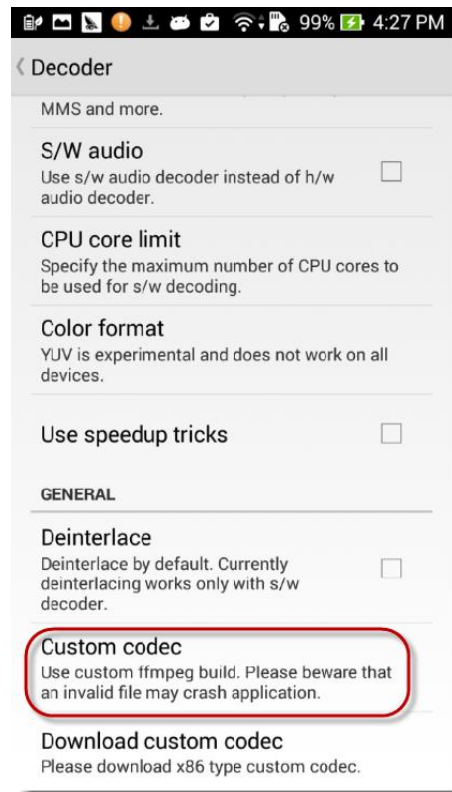 99% 4:27 PM
Decoder
MMS and more.
S/W audio
Use s/w audio decoder instead of h/w
audio decoder.
CPU core limit
Specify the maximum number of CPU cores to
be used for s/w decoding.
Color format
YUV is experimental and does not work on all
devices.
Use speedup tricks
GENERAL
Deinterlace
Deinterlace by default. Currently
deinterlacing works only with s/w
decoder.
Custom codec
Use custom ffmpeg build. Please beware that
an invalid file may crash application.
Download custom codec
Please download x86 type custom codec.